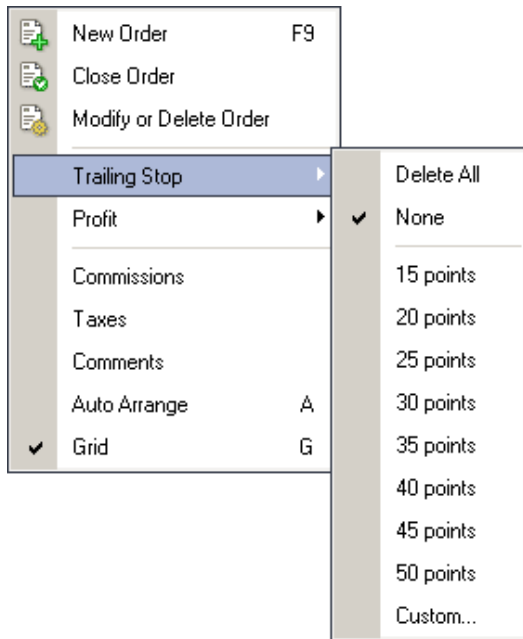 New Order F9
Close Order
Modify or Delete Order
Trailing Stop
Profit
Commissions
Taxes
Comments
Auto Arrange A
Grid G
Delete All
None
15 points
20 points
25 points
30 points
35 points
40 points
45 points
50 points
Custom...